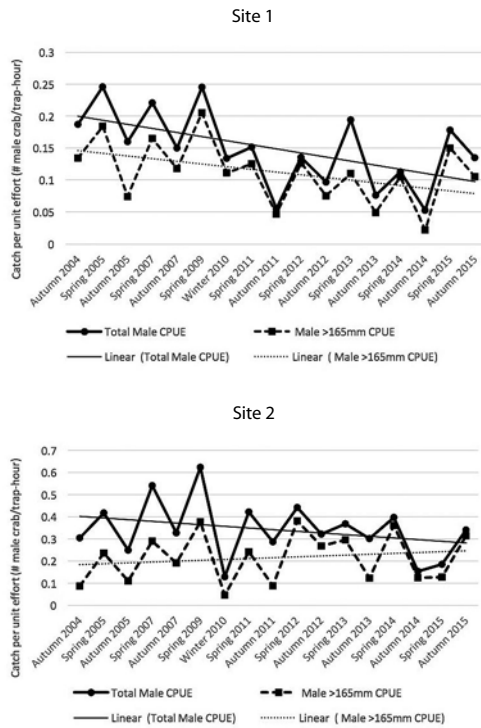 Site 1
Catch per unit effort (# male crab/trap-hour)
0.3
0.25
0.2
0.15
0.1
0.05
0
Autumn 2004
Spring 2005
Autumn 2005
Spring 2007
Autumn 2007
Spring 2009
Winter 2010
Spring 2011
Autumn 2011
Spring 2012
Autumn 2012
Spring 2013
Autumn 2013
Spring 2014
Autumn 2014
Spring 2015
Autumn 2015
Total Male CPUE
Male >165mm CPUE
Linear (Total Male CPUE)
Linear ( Male >165mm CPUE)
Site 2
Catch per unit effort (# male crab/trap-hour)
0.7
0.6
0.5
0.4
0.3
0.2
0.1
0
Autumn 2004
Spring 2005
Autumn 2005
Spring 2007
Autumn 2007
Spring 2009
Winter 2010
Spring 2011
Autumn 2011
Spring 2012
Autumn 2012
Spring 2013
Autumn 2013
Spring 2014
Autumn 2014
Spring 2015
Autumn 2015
Total Male CPUE
Male >165mm CPUE
Linear (Total Male CPUE)
Linear ( Male >165mm CPUE)